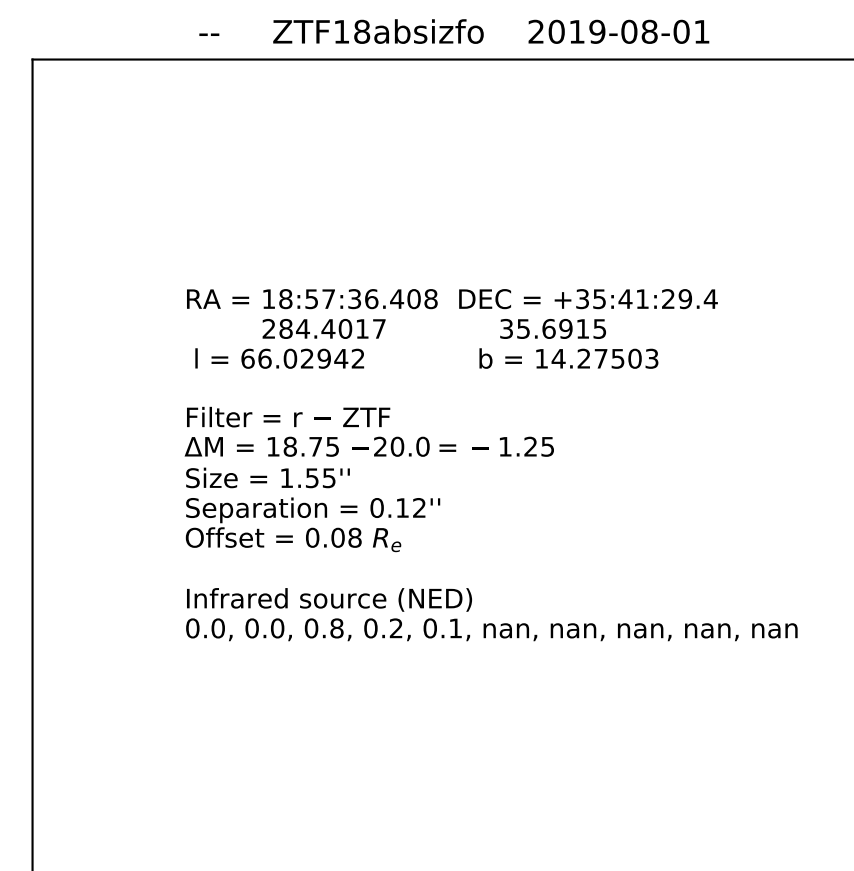 -- ZTF18absizfo 2019-08-01
RA = 18:57:36.408 DEC = +35:41:29.4
284.4017 35.6915
l = 66.02942 b = 14.27503
Filter = r − ZTF
ΔM = 18.75 −20.0 = −1.25
Size = 1.55''
Separation = 0.12''
Offset = 0.08 Re
Infrared source (NED)
0.0, 0.0, 0.8, 0.2, 0.1, nan, nan, nan, nan, nan